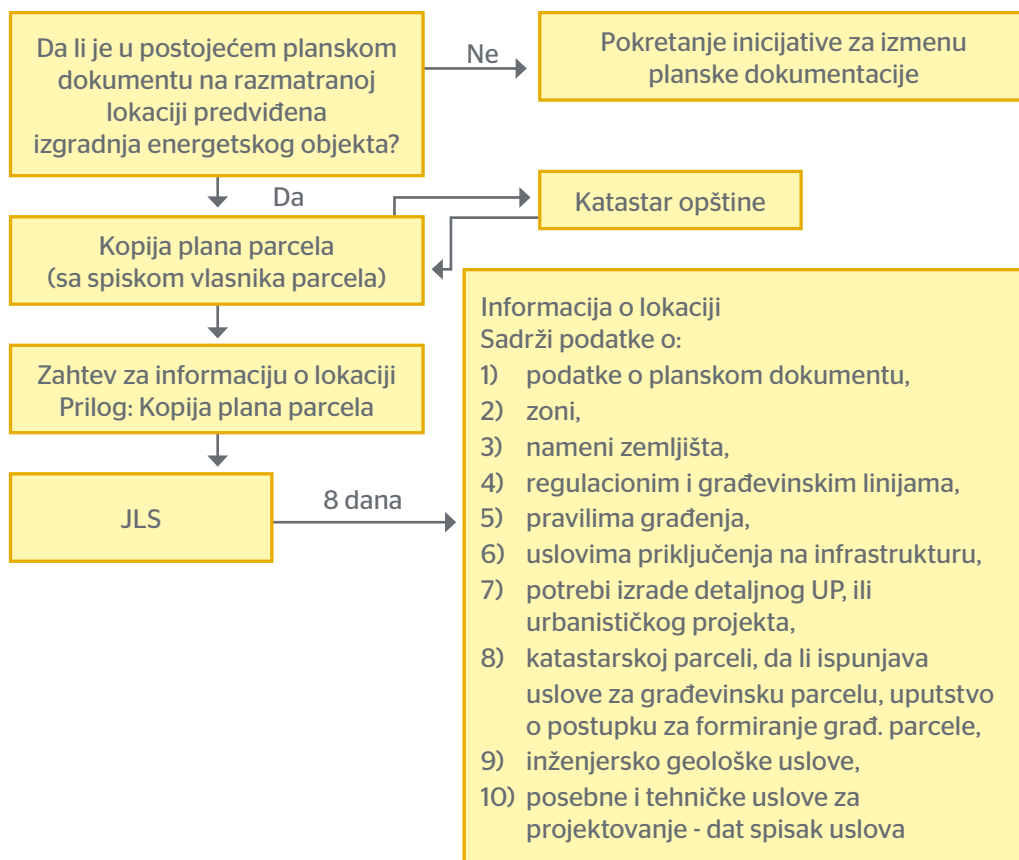 Da li je u postojećem planskom
dokumentu na razmatranoj
lokaciji predviđena
izgradnja energetskog objekta?
Ne
Pokretanje inicijative za izmenu
planske dokumentacije
Da
Katastar opštine
Kopija plana parcela
(sa spiskom vlasnika parcela)
Zahtev za informaciju o lokaciji
Prilog: Kopija plana parcela
JLS
8 dana
Informacija o lokaciji
Sadrži podatke o:
1) podatke o planskom dokumentu,
2) zoni,
3) nameni zemljišta,
4) regulacionim i građevinskim linijama,
5) pravilima građenja,
6) uslovima priključenja na infrastrukturu,
7) potrebi izrade detaljnog UP, ili
urbanističkog projekta,
8) katastarskoj parceli, da li ispunjava
uslove za građevinsku parcelu, uputstvo
o postupku za formiranje građ. parcele,
9) inženjersko geološke uslove,
10) posebne i tehničke uslove za
projektovanje - dat spisak uslova